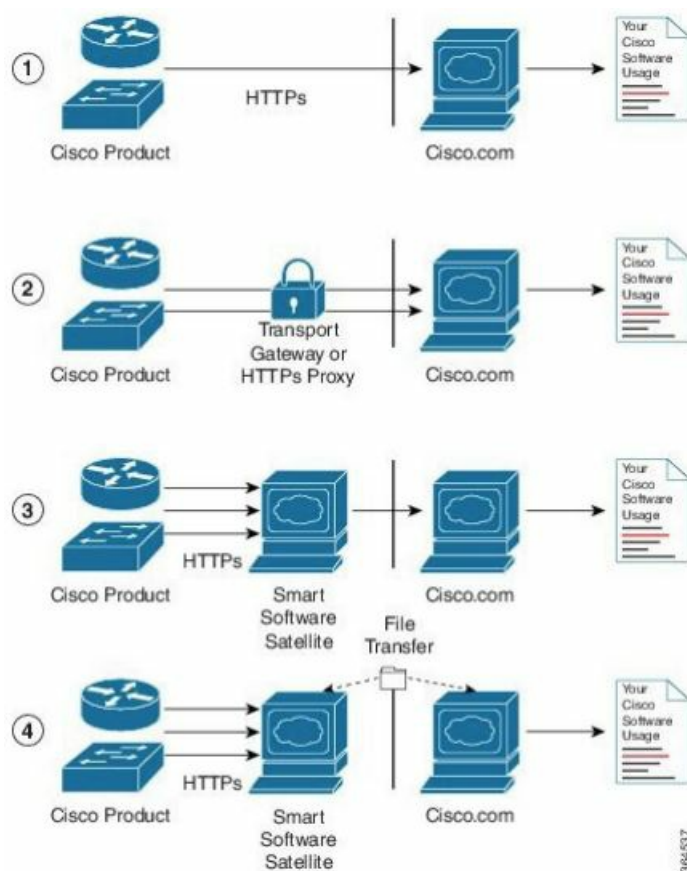 1
HTTPs
Cisco Product
Cisco.com
Your
Cisco
Software
Usage
2
Transport
Gateway or
HTTPs Proxy
Cisco Product
Cisco.com
Your
Cisco
Software
Usage
3
HTTPs
Cisco Product
Smart
Software
Satellite
Cisco.com
Your
Cisco
Software
Usage
File
Transfer
4
HTTPs
Cisco Product
Smart
Software
Satellite
Cisco.com
Your
Cisco
Software
Usage
364537